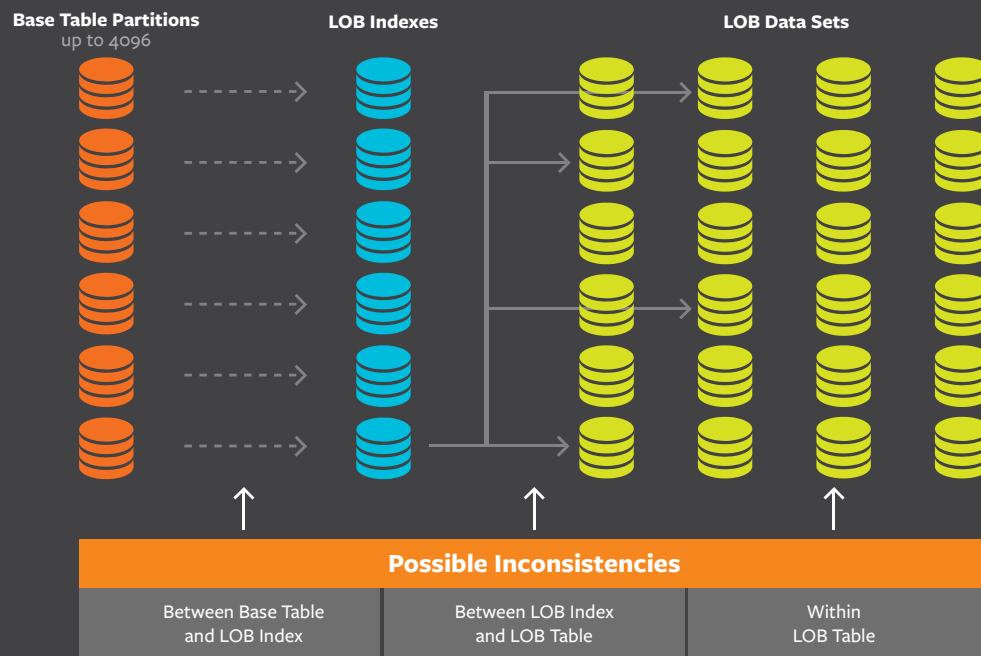 Base Table Partitions
up to 4096
LOB Indexes
LOB Data Sets
Possible Inconsistencies
Between Base Table
and LOB Index
Between LOB Index
and LOB Table
Within
LOB Table